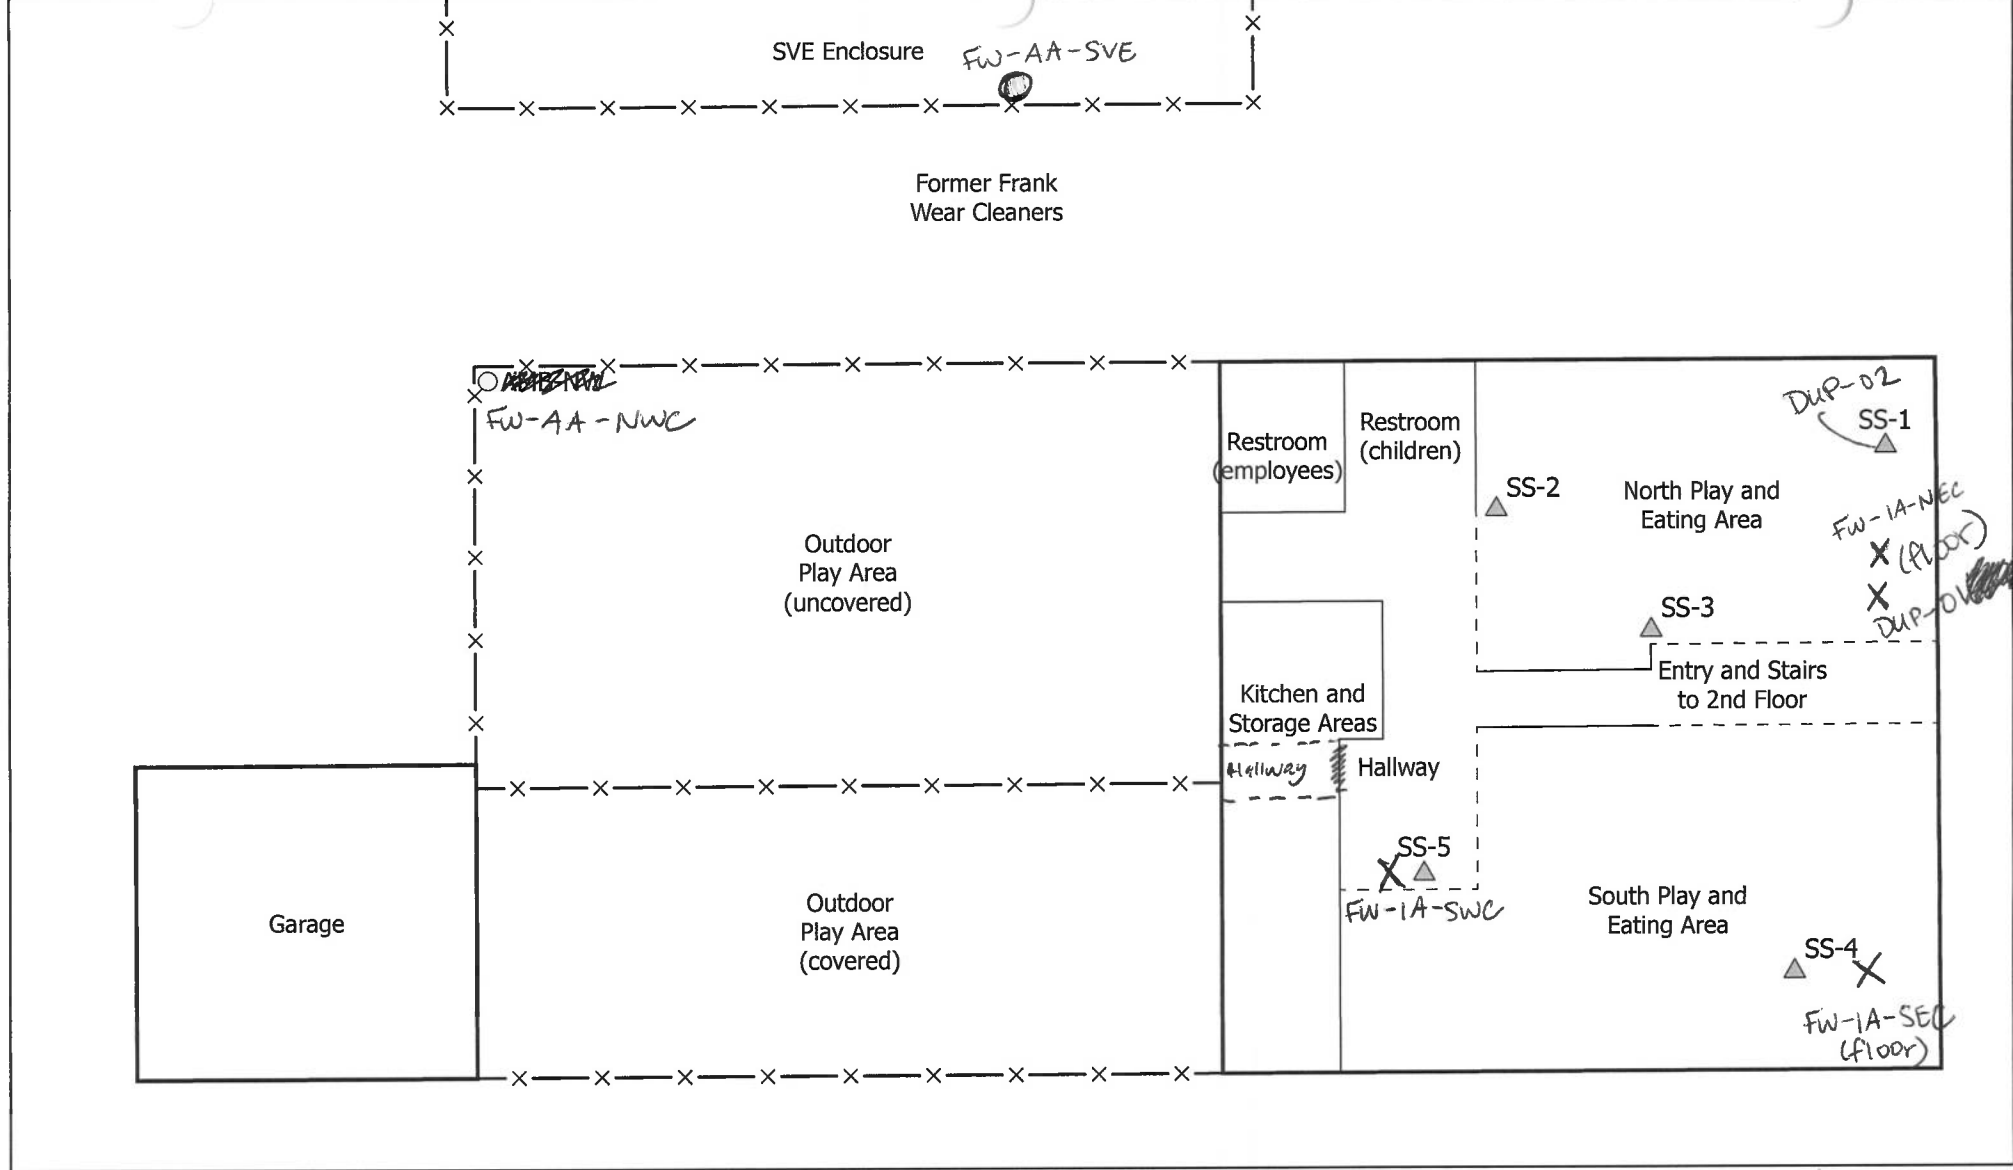 SVE Enclosure
FW-AA-SVE
Former Frank
Wear Cleaners
FW-AA-NWC
Restroom
(employees)
Restroom
(children)
DUP-02
SS-1
SS-2
North Play and
Eating Area
FW-IA-NEC
(floor)
DUP-01
SS-3
Outdoor
Play Area
(uncovered)
Entry and Stairs
to 2nd Floor
Kitchen and
Storage Areas
Hallway
Hallway
SS-5
FW-IA-SWC
Garage
Outdoor
Play Area
(covered)
South Play and
Eating Area
SS-4
FW-IA-SEC
(floor)